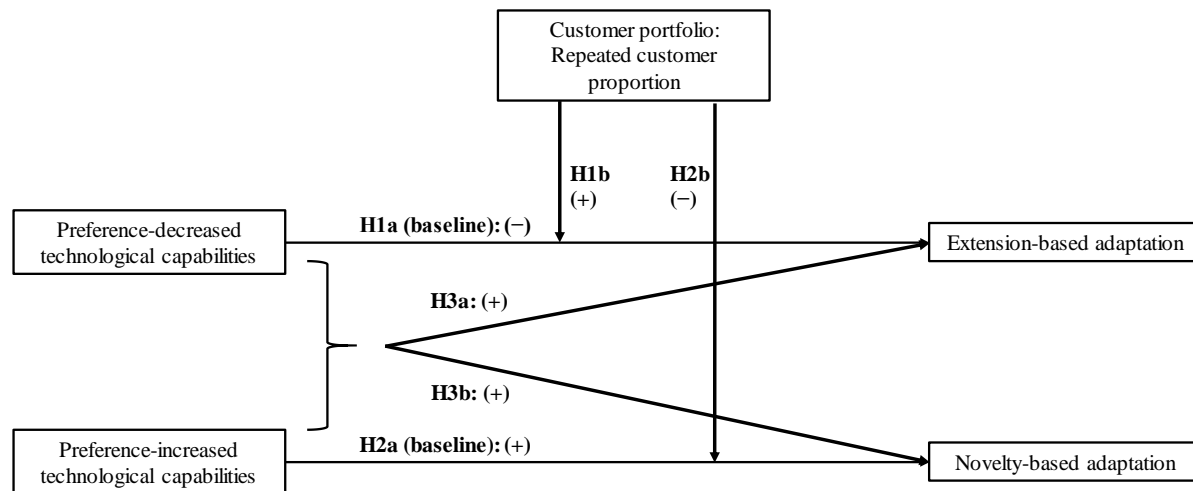 Customer portfolio:
Repeated customer
proportion
H1b
(+)
H2b
(−)
Preference-decreased
technological capabilities
H1a (baseline): (−)
Extension-based adaptation
H3a: (+)
H3b: (+)
Preference-increased
technological capabilities
H2a (baseline): (+)
Novelty-based adaptation